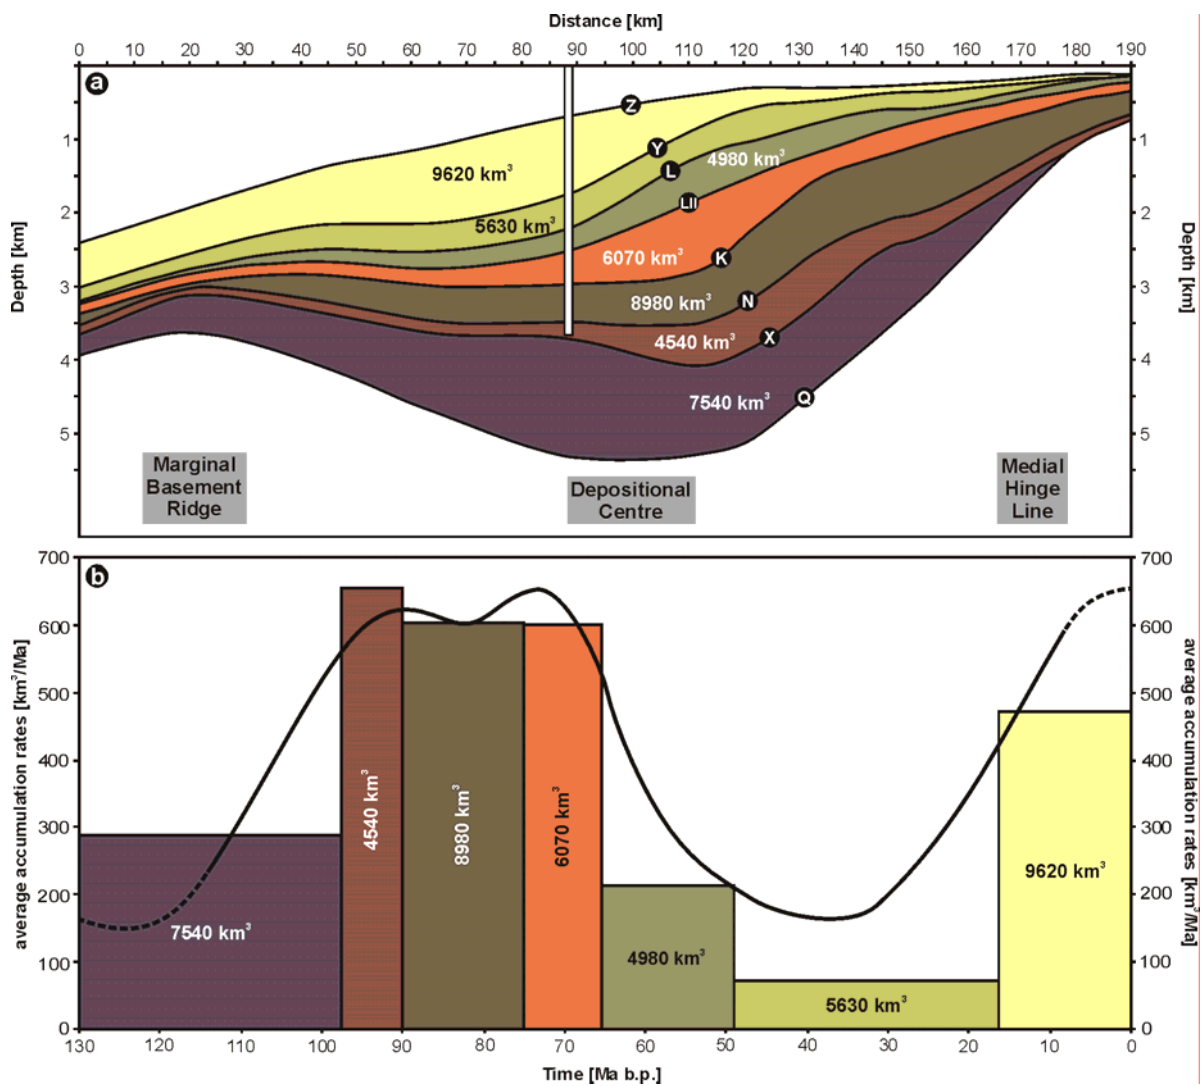 Distance [km]
0 10 20 30 40 50 60 70 80 90 100 110 120 130 140 150 160 170 180 190
a
Z
Y
L
LII
K
N
X
Q
9620 km³
5630 km³
4980 km³
6070 km³
8980 km³
4540 km³
7540 km³
1 1
2 2
3 3
4 4
5 5
Depth [km]
Depth [km]
Marginal
Basement
Ridge
Depositional
Centre
Medial
Hinge
Line
b
700 700
600 600
500 500
400 400
300 300
200 200
100 100
0 0
average accumulation rates [km³/Ma]
average accumulation rates [km³/Ma]
7540 km³
4540 km³
8980 km³
6070 km³
4980 km³
5630 km³
9620 km³
130 120 110 100 90 80 70 60 50 40 30 20 10 0
Time [Ma b.p.]